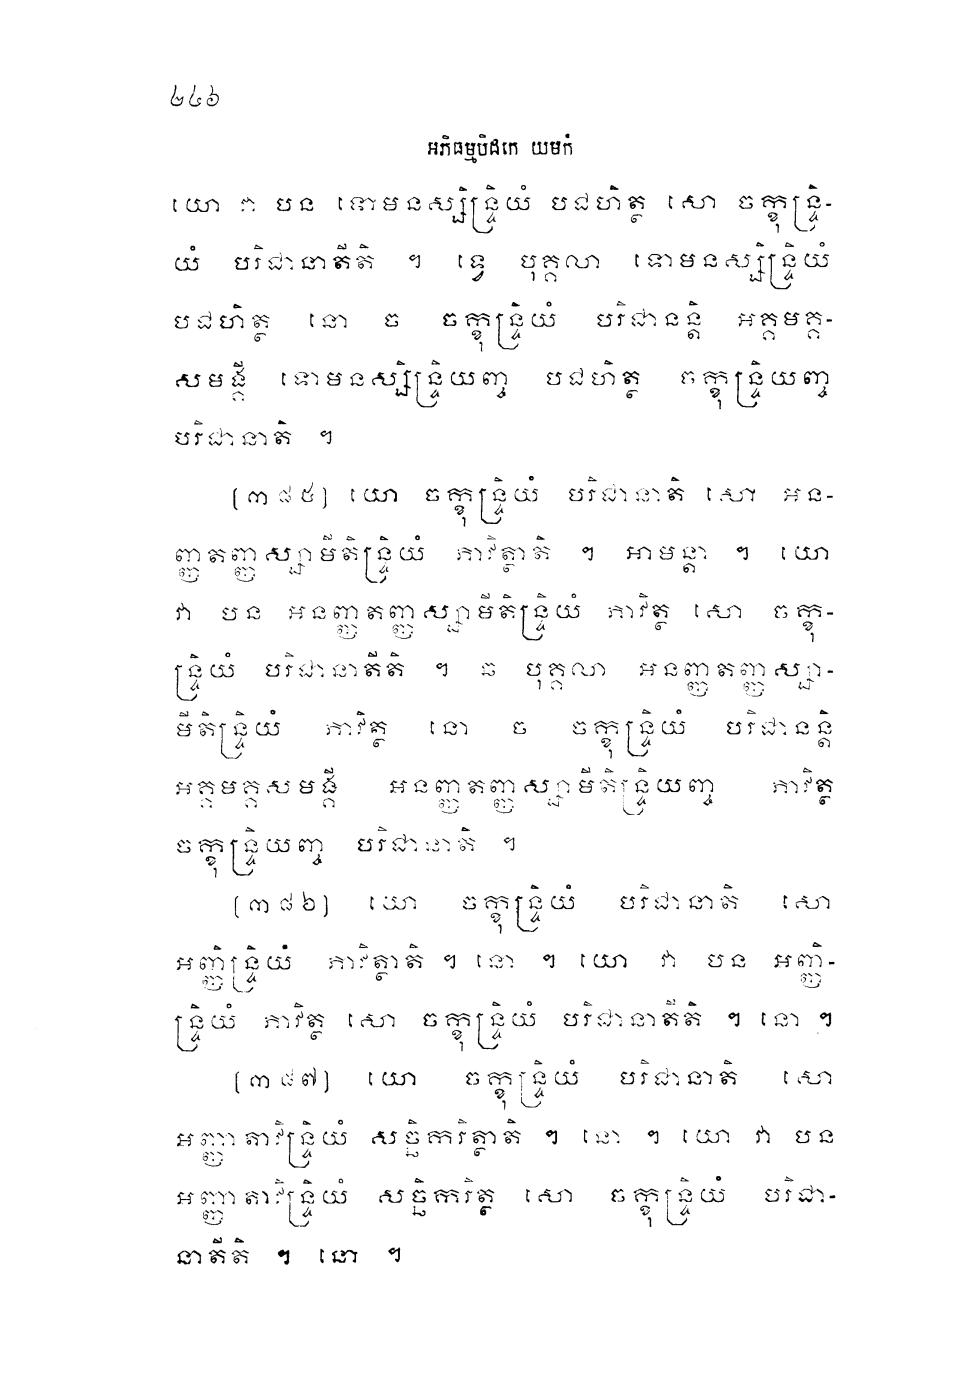 ២៤៦
អភិធម្មបិដកេ យមកំ
យោ វា បន ទោមនស្សិន្ទ្រិយំ បជហិត្ថ សោ ចក្ខុន្ទ្រិ-
យំ បរិជានាតីតិ ។ ទ្វេ បុគ្គលា ទោមនស្សិន្ទ្រិយំ
បជហិត្ថ នោ ច ចក្ខុន្ទ្រិយំ បរិជានន្តិ អគ្គមគ្គ-
សមង្គី ទោមនស្សិន្ទ្រិយញ្ច បជហិត្ថ ចក្ខុន្ទ្រិយញ្ច
បរិជានាតិ ។
(៣៨៥) យោ ចក្ខុន្ទ្រិយំ បរិជានាតិ សោ អន-
ញ្ញតញ្ញស្សាមីតិន្ទ្រិយំ ភាវិត្ថាតិ ។ អាមន្តា ។ យោ
វា បន អនញ្ញតញ្ញស្សាមីតិន្ទ្រិយំ ភាវិត្ថ សោ ចក្ខុ-
ន្ទ្រិយំ បរិជានាតីតិ ។ ឆ បុគ្គលា អនញ្ញតញ្ញស្សា-
មីតិន្ទ្រិយំ ភាវិត្ថ នោ ច ចក្ខុន្ទ្រិយំ បរិជានន្តិ
អគ្គមគ្គសមង្គី អនញ្ញតញ្ញស្សាមីតិន្ទ្រិយញ្ច ភាវិត្ថ
ចក្ខុន្ទ្រិយញ្ច បរិជានាតិ ។
(៣៨៦) យោ ចក្ខុន្ទ្រិយំ បរិជានាតិ សោ
អញ្ញិន្ទ្រិយំ ភាវិត្ថាតិ ។ នោ ។ យោ វា បន អញ្ញិ-
ន្ទ្រិយំ ភាវិត្ថ សោ ចក្ខុន្ទ្រិយំ បរិជានាតីតិ ។ នោ ។
(៣៨៧) យោ ចក្ខុន្ទ្រិយំ បរិជានាតិ សោ
អញ្ញាតាវិន្ទ្រិយំ សច្ឆិករិត្ថាតិ ។ នោ ។ យោ វា បន
អញ្ញាតាវិន្ទ្រិយំ សច្ឆិករិត្ថ សោ ចក្ខុន្ទ្រិយំ បរិជា-
នាតីតិ ។ នោ ។